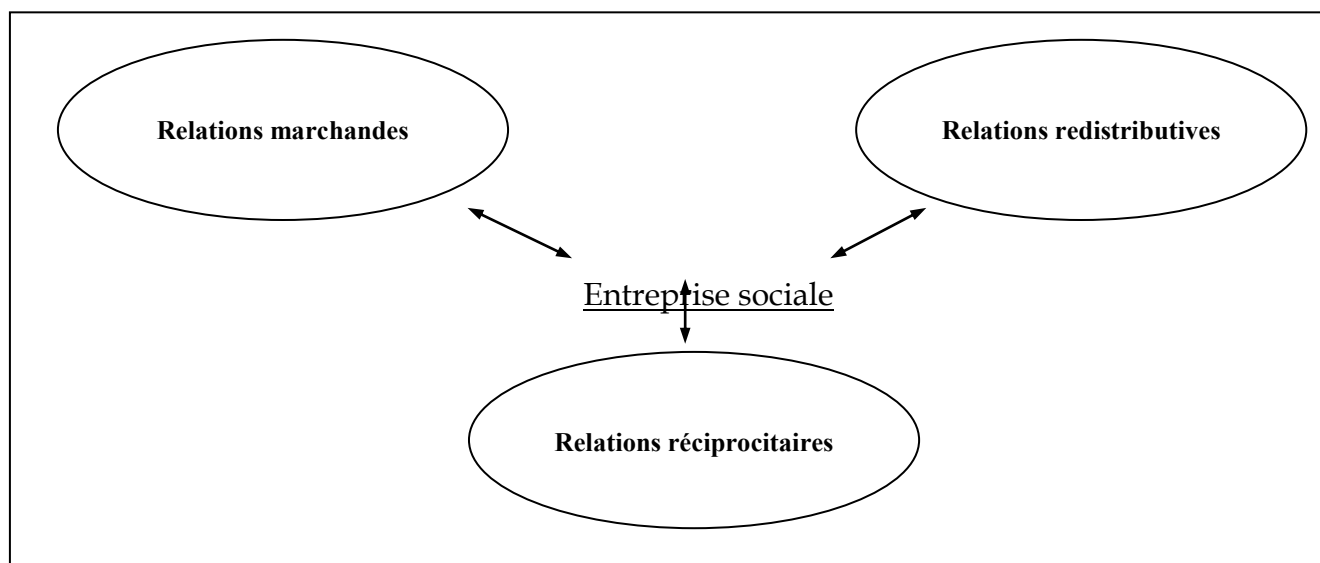 Relations marchandes
Relations redistributives
Entreprise sociale
Relations réciprocitaires